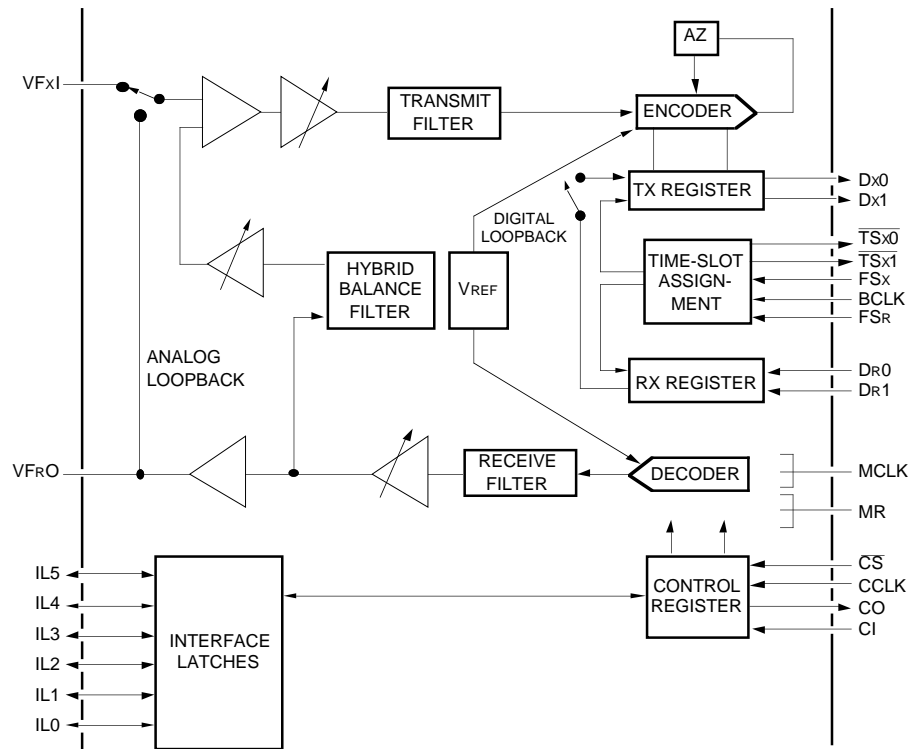 AZ
VFXI
TRANSMIT
FILTER
ENCODER
TX REGISTER
DX0
DX1
DIGITAL
LOOPBACK
TSX0
TSX1
FSX
BCLK
FSR
TIME-SLOT
ASSIGN-
MENT
HYBRID
BALANCE
FILTER
VREF
ANALOG
LOOPBACK
RX REGISTER
DR0
DR1
VFRO
RECEIVE
FILTER
DECODER
MCLK
MR
IL5
IL4
IL3
IL2
IL1
IL0
INTERFACE
LATCHES
CONTROL
REGISTER
CS
CCLK
CO
CI